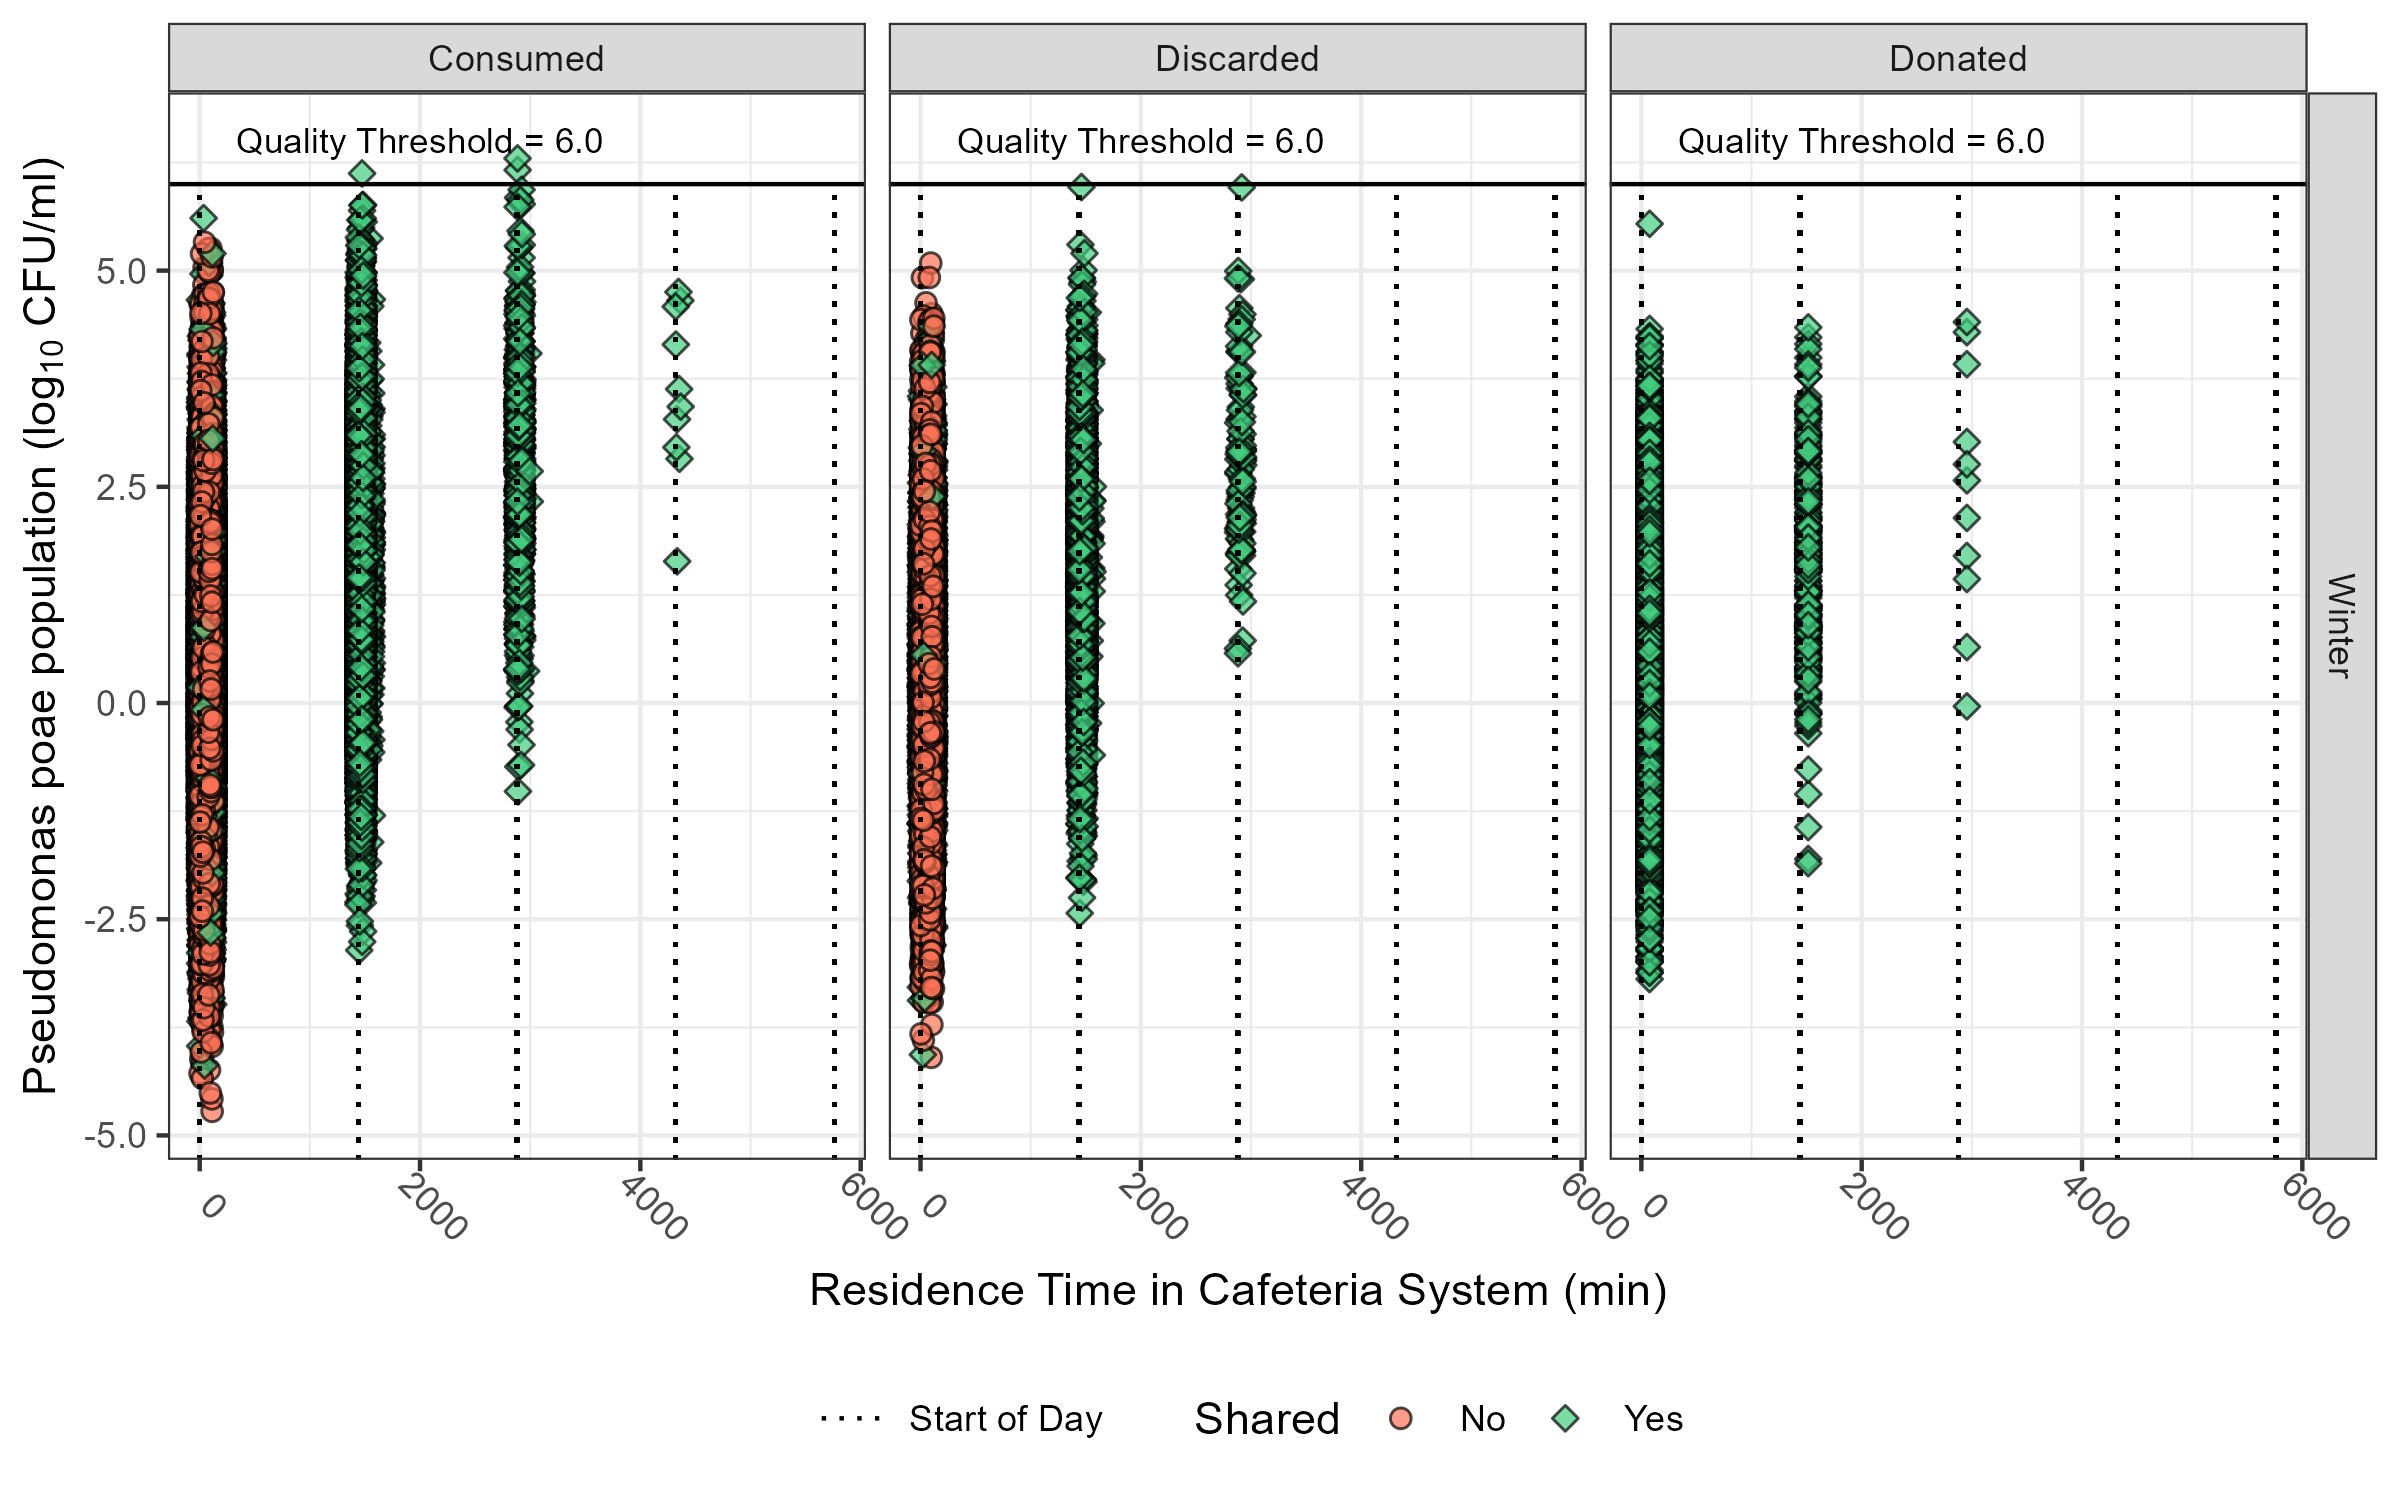 Consumed
Discarded
Donated
Quality Threshold = 6.0
Quality Threshold = 6.0
Quality Threshold = 6.0
Winter
Pseudomonas poae population (log₁₀ CFU/ml)
5.0
2.5
0.0
-2.5
-5.0
0
2000
4000
6000
0
2000
4000
6000
0
2000
4000
6000
Residence Time in Cafeteria System (min)
Start of Day
Shared
No
Yes